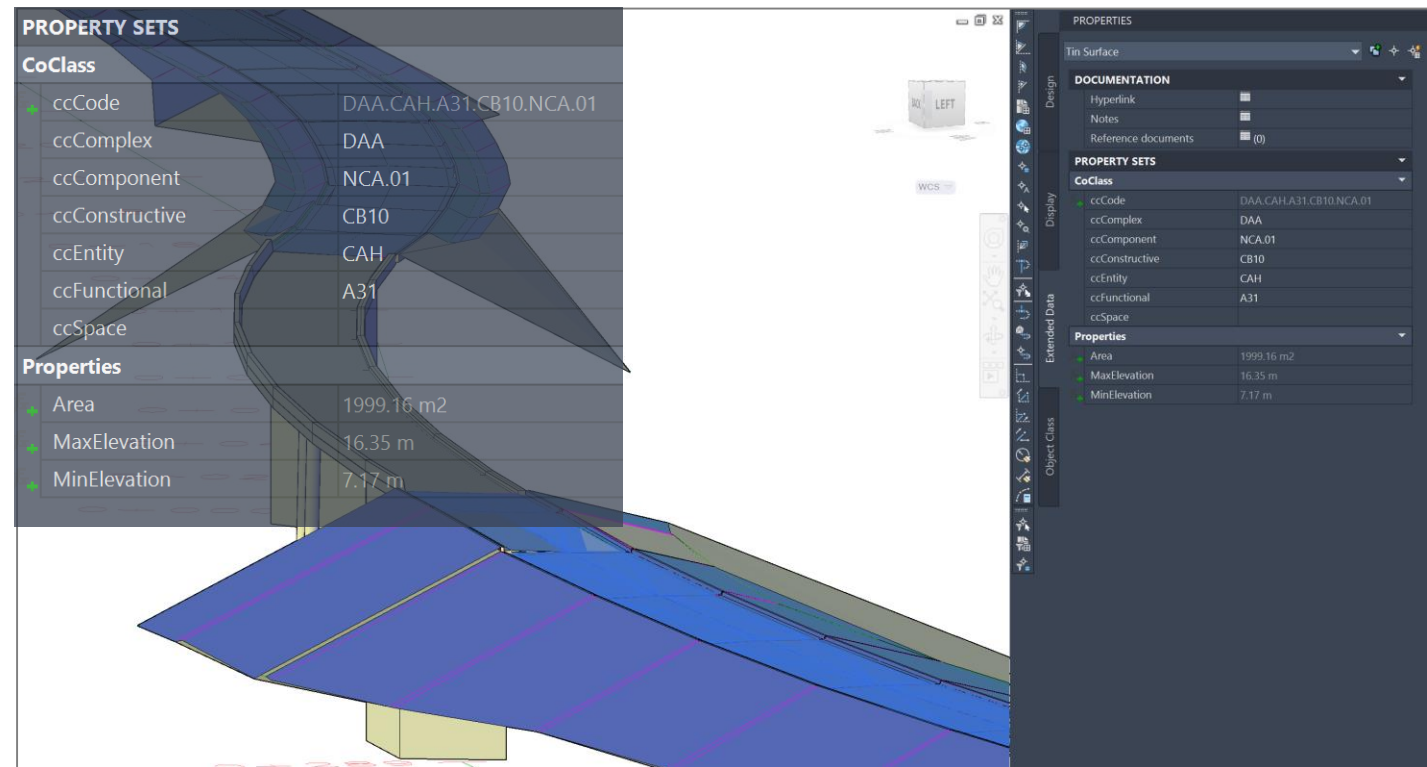 PROPERTY SETS
CoClass
ccCode DAA.CAH.A31.CB10.NCA.01
ccComplex DAA
ccComponent NCA.01
ccConstructive CB10
ccEntity CAH
ccFunctional A31
ccSpace
Properties
Area 1999.16 m2
MaxElevation 16.35 m
MinElevation 7.17 m
LEFT
WCS
PROPERTIES
Tin Surface
Design
Display
Extended Data
Object Class
DOCUMENTATION
Hyperlink
Notes
Reference documents (0)
PROPERTY SETS
CoClass
ccCode DAA.CAH.A31.CB10.NCA.01
ccComplex DAA
ccComponent NCA.01
ccConstructive CB10
ccEntity CAH
ccFunctional A31
ccSpace
Properties
Area 1999.16 m2
MaxElevation 16.35 m
MinElevation 7.17 m